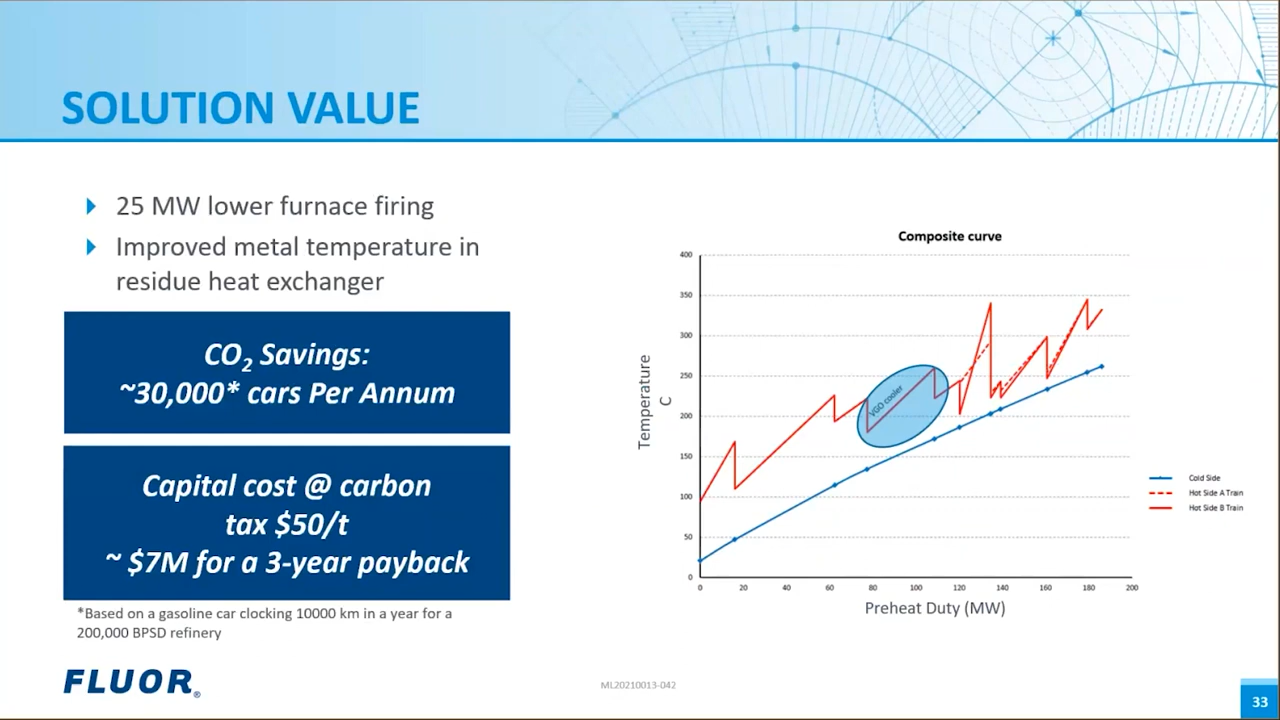 SOLUTION VALUE
25 MW lower furnace firing
Improved metal temperature in
residue heat exchanger
CO2 Savings:
~30,000* cars Per Annum
Capital cost @ carbon
tax $50/t
~ $7M for a 3-year payback
*Based on a gasoline car clocking 10000 km in a year for a
200,000 BPSD refinery
Composite curve
Temperature
C
400
350
300
250
200
150
100
50
0
VGO cooler
0 20 40 60 80 100 120 140 160 180 200
Preheat Duty (MW)
Cold Side
Hot Side A Train
Hot Side B Train
FLUOR®
ML20210013-042
33